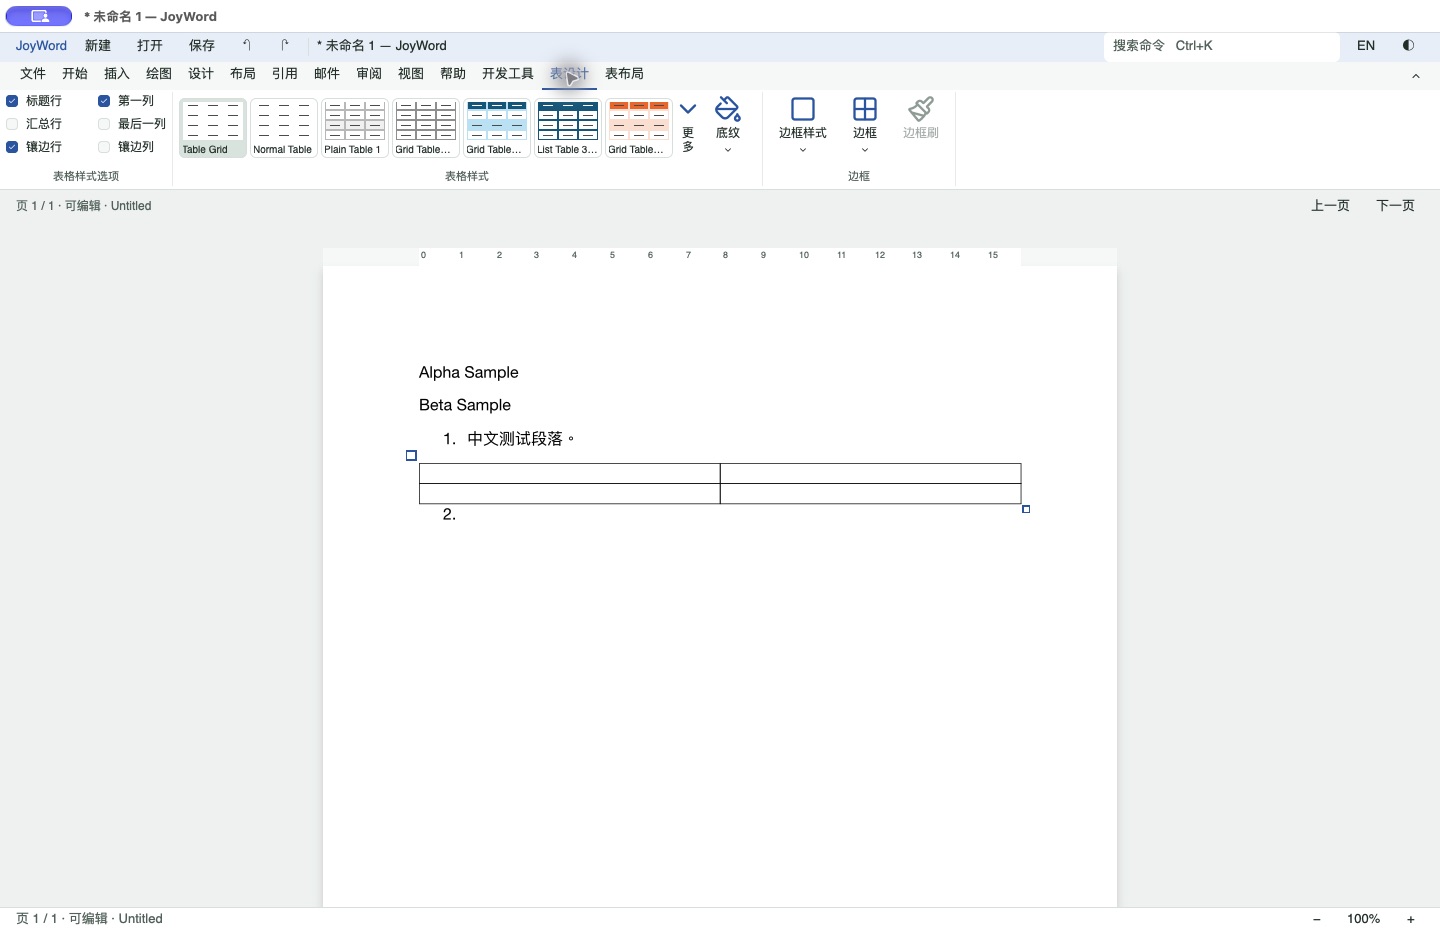 * 未命名 1 — JoyWord
JoyWord 新建 打开 保存 * 未命名 1 — JoyWord 搜索命令 Ctrl+K EN
文件 开始 插入 绘图 设计 布局 引用 邮件 审阅 视图 帮助 开发工具 表设计 表布局
标题行 第一列
汇总行 最后一列
镶边行 镶边列
表格样式选项
Table Grid Normal Table Plain Table 1 Grid Table... Grid Table... List Table 3... Grid Table...
更多
底纹
表格样式
边框样式 边框 边框刷
边框
页 1 / 1 · 可编辑 · Untitled 上一页 下一页
0 1 2 3 4 5 6 7 8 9 10 11 12 13 14 15
Alpha Sample
Beta Sample
1. 中文测试段落。
2.
页 1 / 1 · 可编辑 · Untitled − 100% +